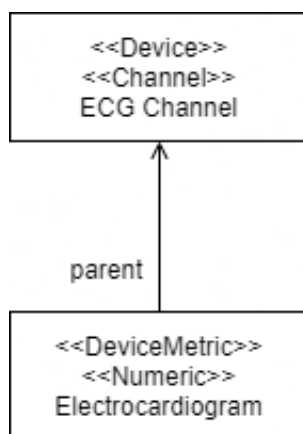 <<Device>>
<<Channel>>
ECG Channel
parent
<<DeviceMetric>>
<<Numeric>>
Electrocardiogram